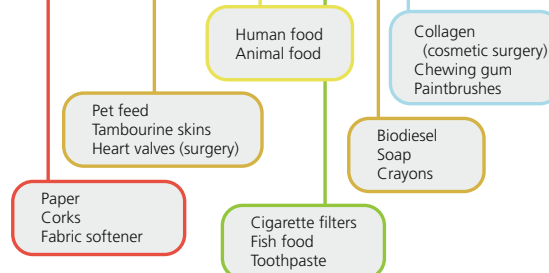 Human food
Animal food
Collagen
(cosmetic surgery)
Chewing gum
Paintbrushes
Pet feed
Tambourine skins
Heart valves (surgery)
Biodiesel
Soap
Crayons
Paper
Corks
Fabric softener
Cigarette filters
Fish food
Toothpaste